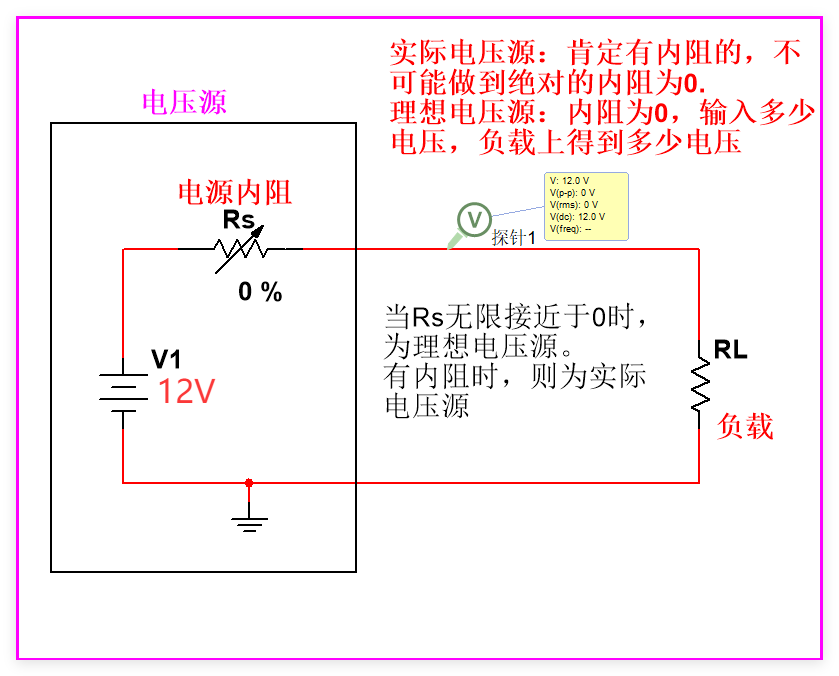 实际电压源：肯定有内阻的，不
可能做到绝对的内阻为0.
理想电压源：内阻为0，输入多少
电压，负载上得到多少电压
电压源
电源内阻
Rs
0 %
V: 12.0 V
V(p-p): 0 V
V(rms): 0 V
V(dc): 12.0 V
V(freq): --
V
探针1
当Rs无限接近于0时，
为理想电压源。
有内阻时，则为实际
电压源
V1
12V
RL
负载